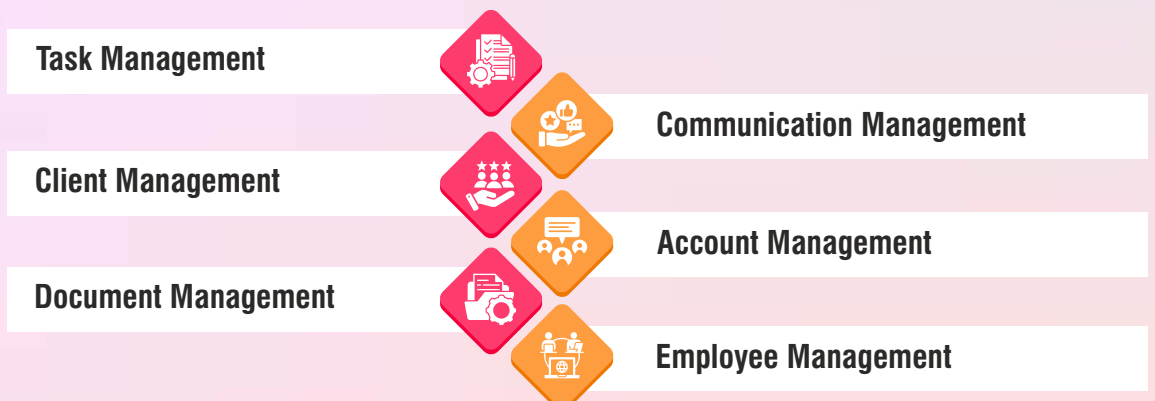 Task Management
Communication Management
Client Management
Account Management
Document Management
Employee Management